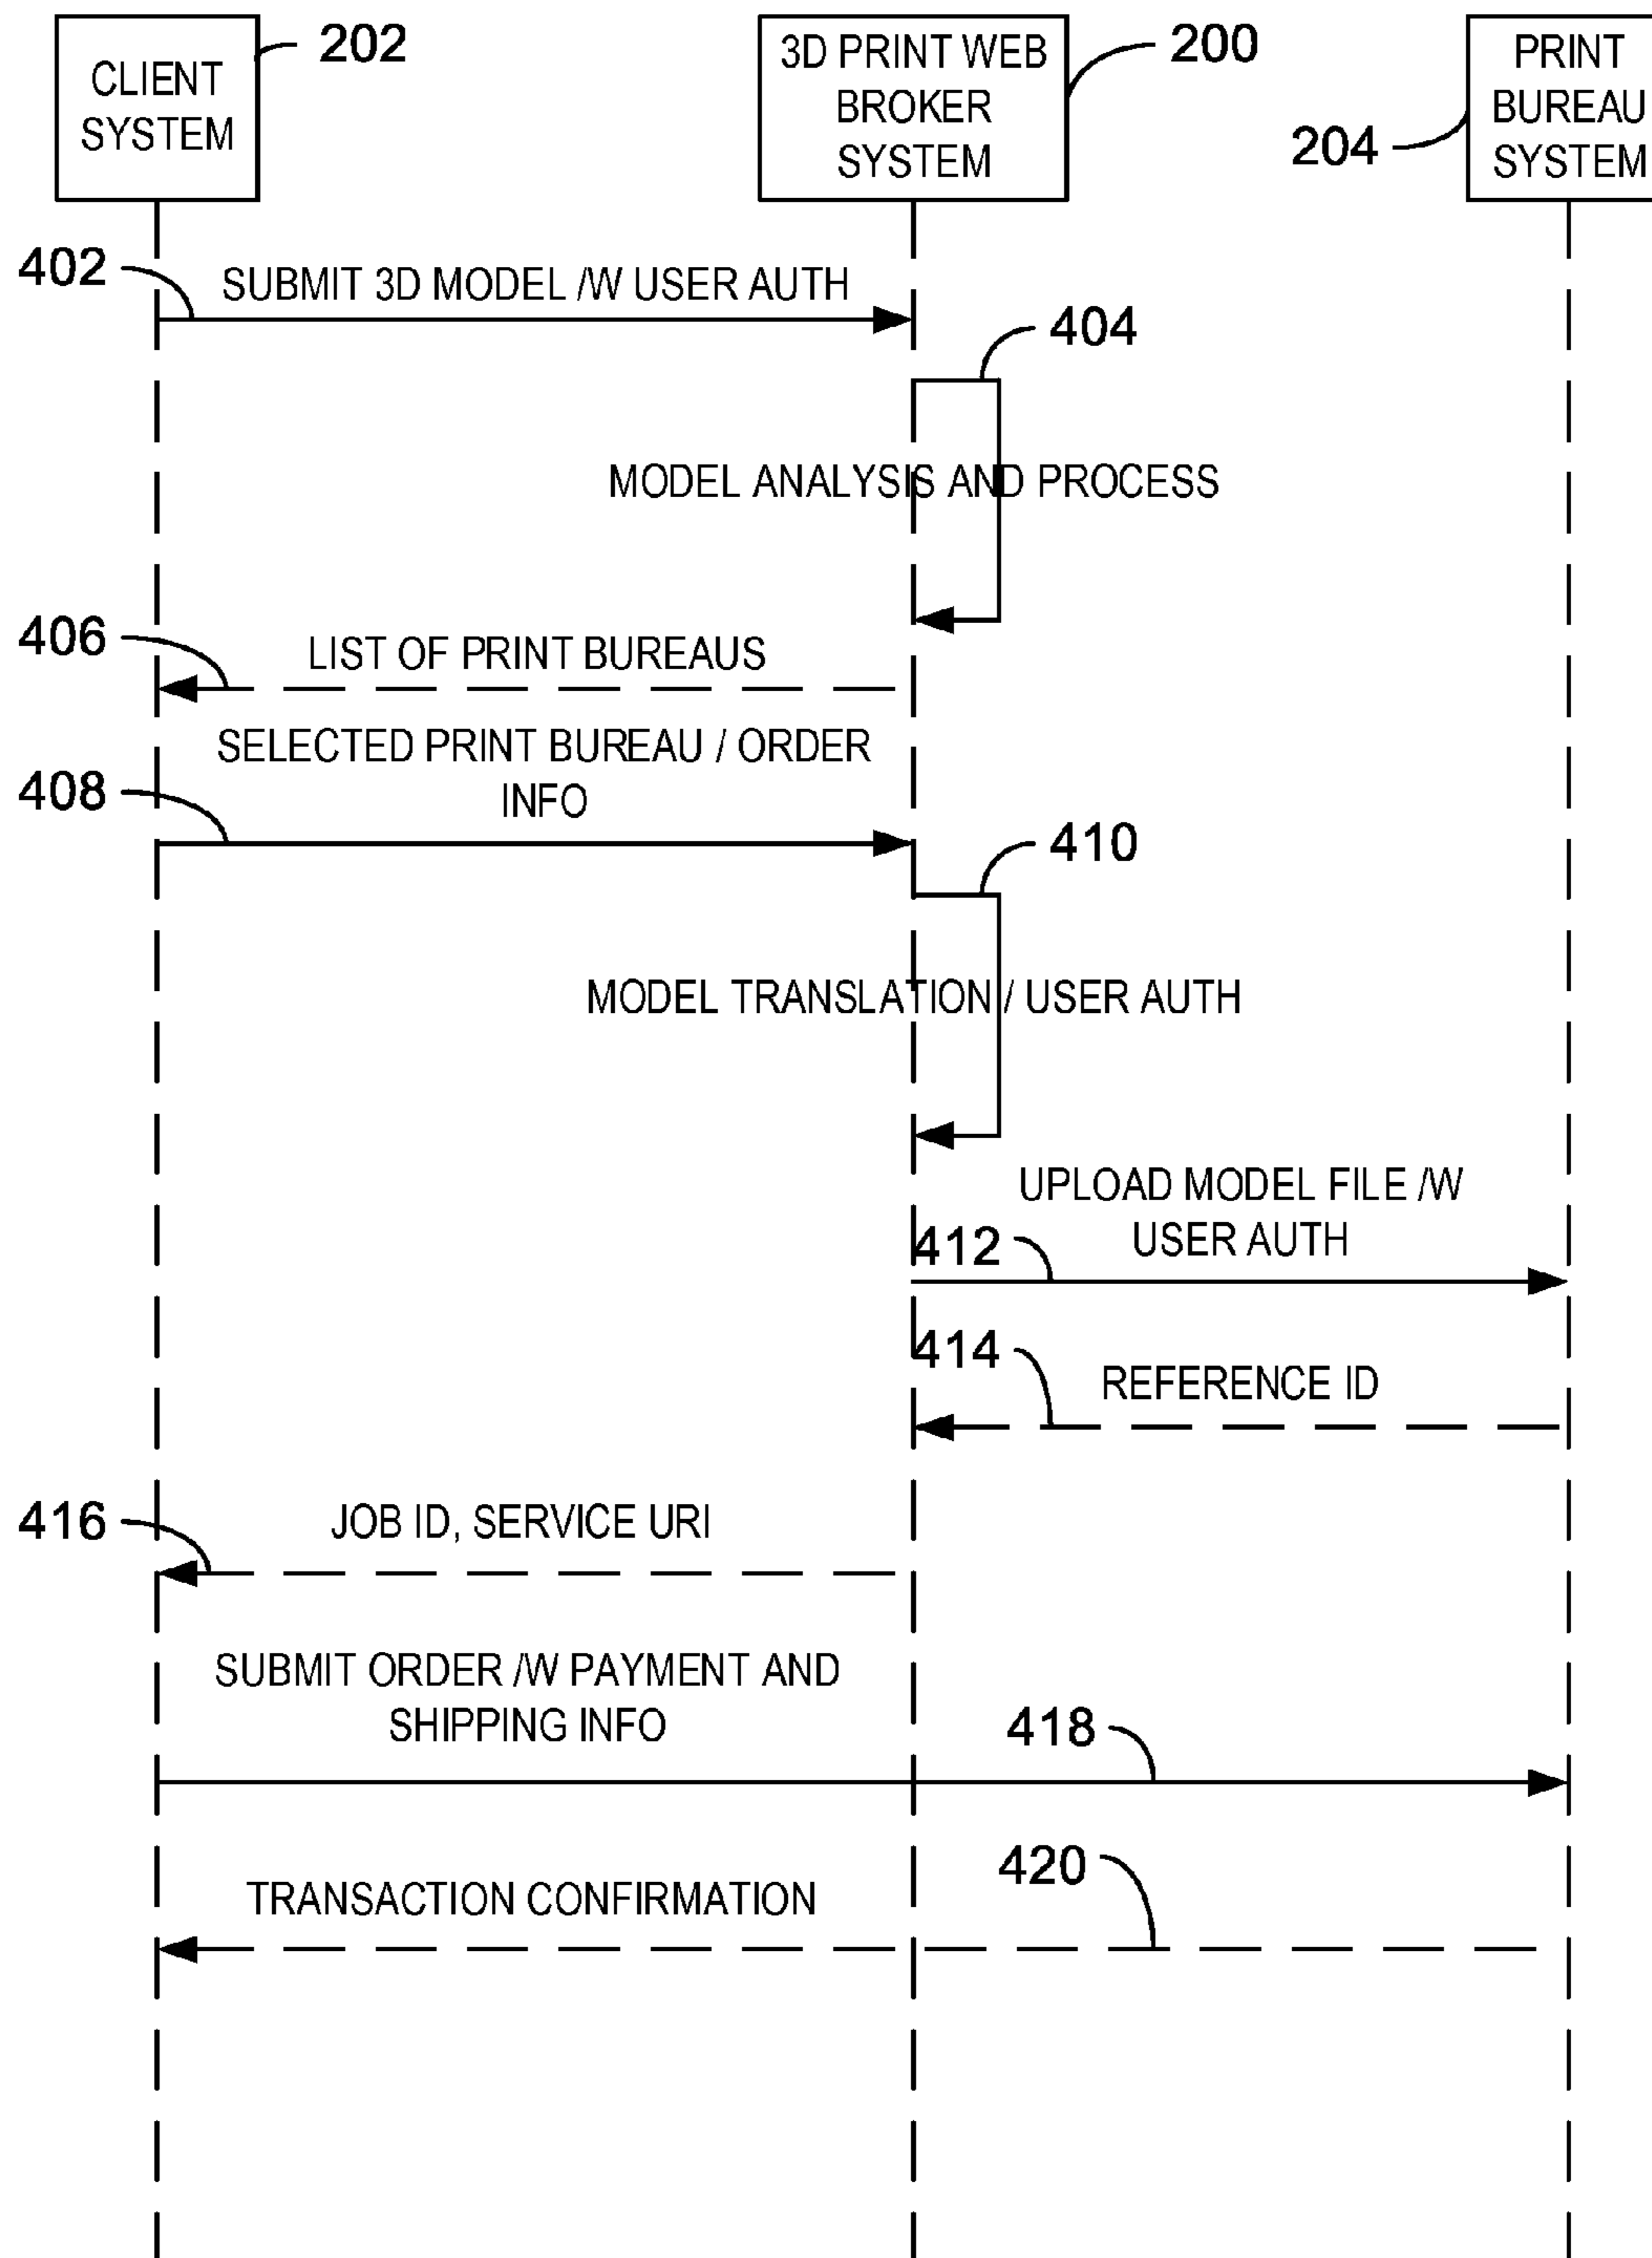 CLIENT
SYSTEM
202
3D PRINT WEB
BROKER
SYSTEM
200
PRINT
BUREAU
SYSTEM
204
402
SUBMIT 3D MODEL /W USER AUTH
404
MODEL ANALYSIS AND PROCESS
406
LIST OF PRINT BUREAUS
SELECTED PRINT BUREAU / ORDER
INFO
408
410
MODEL TRANSLATION / USER AUTH
UPLOAD MODEL FILE /W
USER AUTH
412
414
REFERENCE ID
416
JOB ID, SERVICE URI
SUBMIT ORDER /W PAYMENT AND
SHIPPING INFO
418
420
TRANSACTION CONFIRMATION